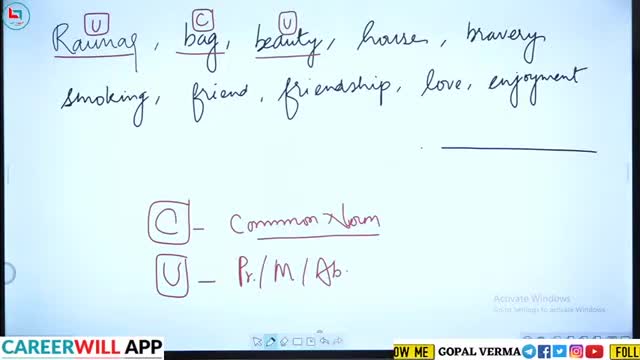 U C U
Raunaq, bag, beauty, house, bravery
smoking, friend, friendship, love, enjoyment
C - Common Noun
U - Pr./M/Ab.
Activate Windows
Go to Settings to activate Windows.
CAREERWILL APP
LOW ME GOPAL VERMA FOLL